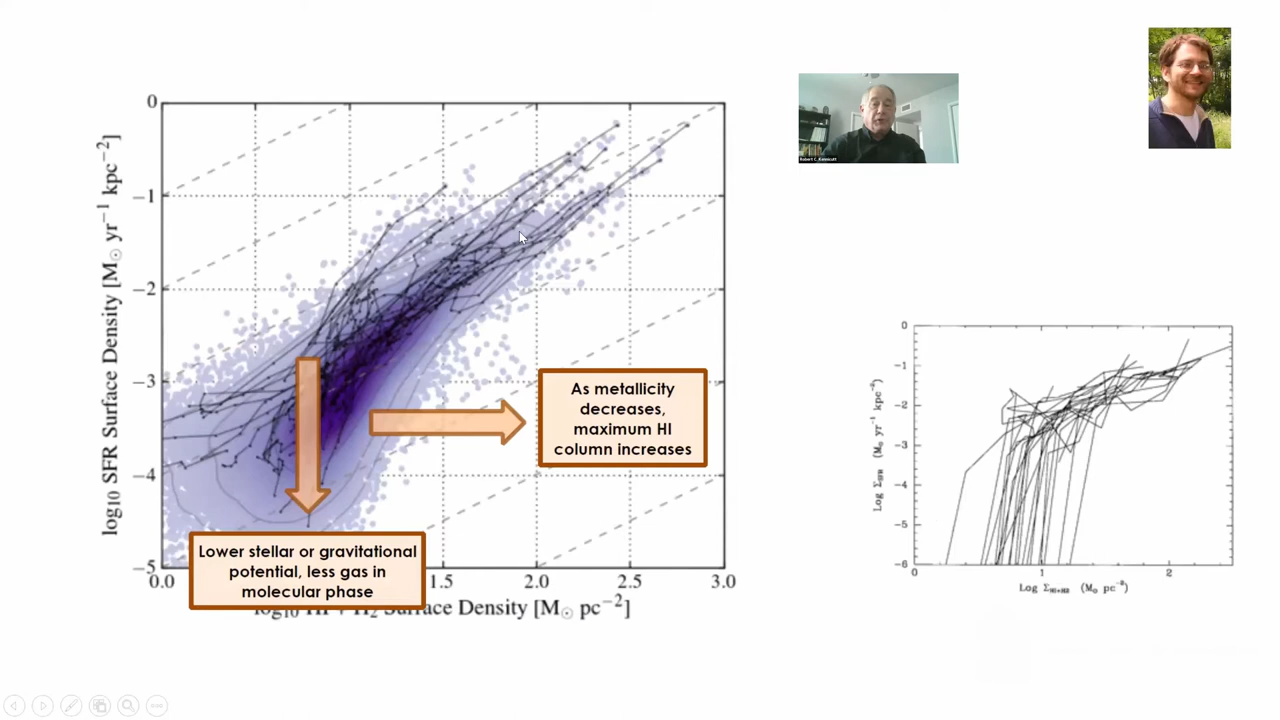 log10 SFR Surface Density [M⊙ yr−1 kpc−2]
0
−1
−2
−3
−4
−5
0.0
1.5
2.0
2.5
3.0
log10 HI + H2 Surface Density [M⊙ pc−2]
As metallicity
decreases,
maximum HI
column increases
Lower stellar or gravitational
potential, less gas in
molecular phase
Robert C. Kennicutt
Log ΣSFR (M⊙ yr−1 kpc−2)
0
−1
−2
−3
−4
−5
−6
0
1
2
Log ΣHI+H2 (M⊙ pc−2)